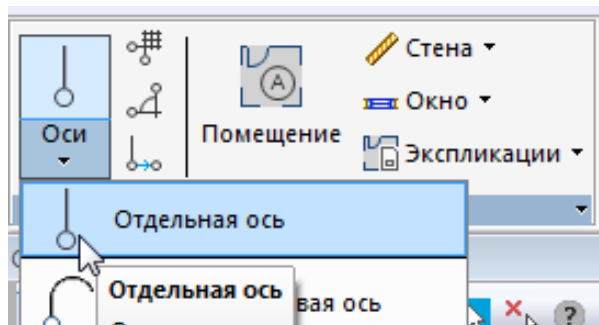 Оси
Помещение
А
Стена
Окно
Экспликации
Отдельная ось
Отдельная ось
вая ось
?